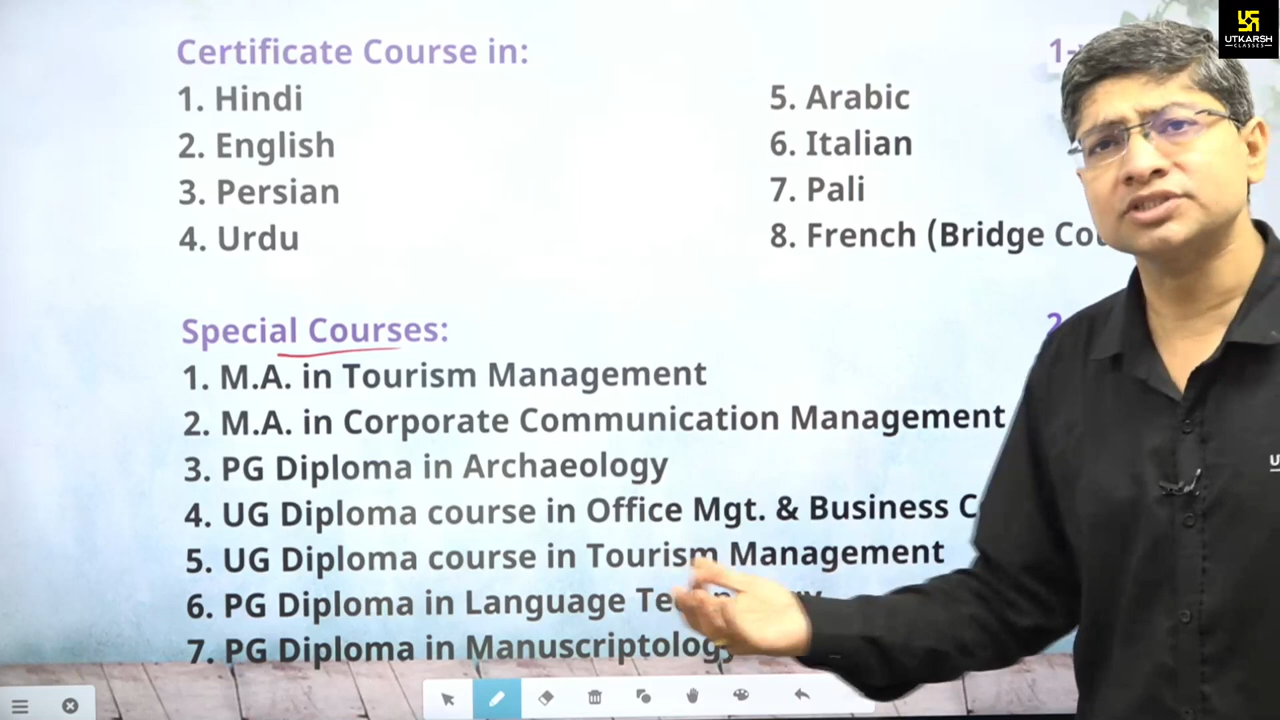 UTKARSH
CLASSES
Certificate Course in:
1. Hindi
2. English
3. Persian
4. Urdu
5. Arabic
6. Italian
7. Pali
8. French (Bridge
Special Courses:
1. M.A. in Tourism Management
2. M.A. in Corporate Communication Management
3. PG Diploma in Archaeology
4. UG Diploma course in Office Mgt. & Business
5. UG Diploma course in Tourism Management
6. PG Diploma in Language
7. PG Diploma in Manuscriptology